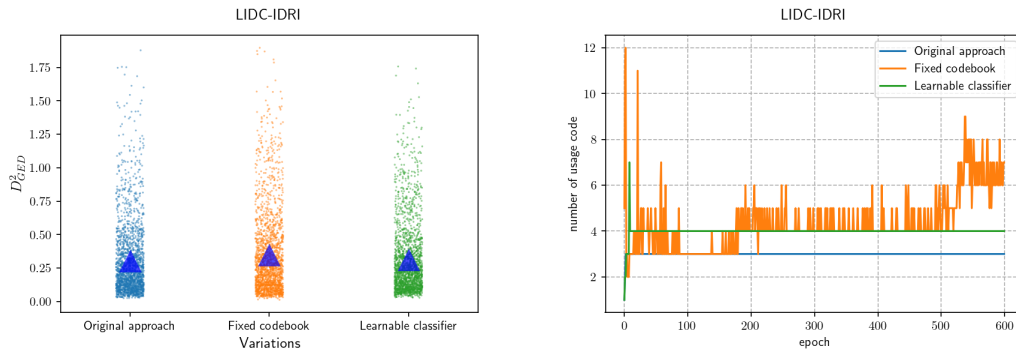 LIDC-IDRI
1.75
1.50
1.25
1.00
0.75
0.50
0.25
0.00
D²_GED
Original approach
Fixed codebook
Learnable classifier
Variations
LIDC-IDRI
12
10
8
6
4
2
number of usage code
Original approach
Fixed codebook
Learnable classifier
0
100
200
300
400
500
600
epoch